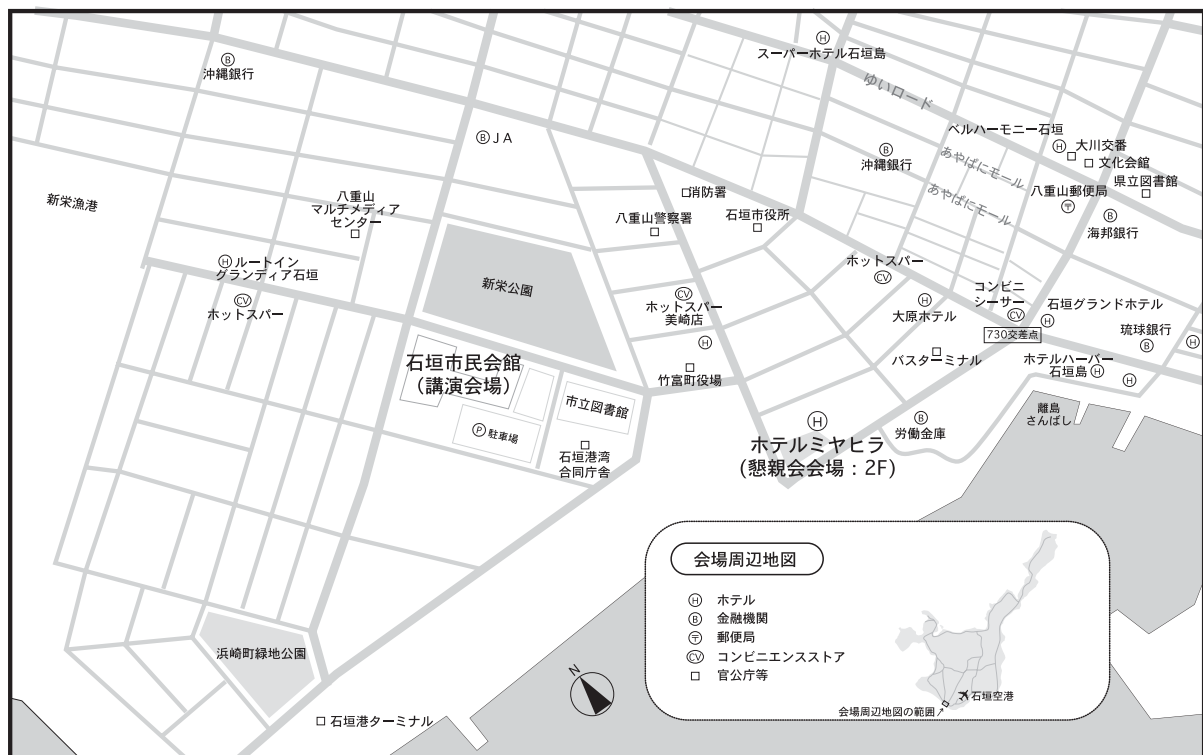 Ⓗ
スーパーホテル石垣島
Ⓑ
沖縄銀行
ゆいロード
ベルハーモニー石垣
Ⓗ
大川交番
文化会館
県立図書館
Ⓑ JA
Ⓑ
沖縄銀行
あやぱにモール
あやぱにモール
八重山郵便局
〒
Ⓑ
海邦銀行
新栄漁港
八重山
マルチメディア
センター
消防署
八重山警察署
石垣市役所
Ⓗ ルートイン
グランディア石垣
CV
ホットスパー
新栄公園
ホットスパー
CV
CV
ホットスパー
美崎店
Ⓗ
Ⓗ
大原ホテル
コンビニ
シーサー
CV
石垣グランドホテル
Ⓗ
730交差点
琉球銀行
Ⓑ
Ⓗ
バスターミナル
ホテルハーバー
石垣島 Ⓗ
Ⓗ
石垣市民会館
(講演会場)
竹富町役場
市立図書館
Ⓟ 駐車場
石垣港湾
合同庁舎
Ⓗ
ホテルミヤヒラ
(懇親会会場:2F)
Ⓑ
労働金庫
離島
さんばし
浜崎町緑地公園
石垣港ターミナル
N
会場周辺地図
Ⓗ ホテル
Ⓑ 金融機関
〒 郵便局
CV コンビニエンスストア
□ 官公庁等
石垣空港
会場周辺地図の範囲